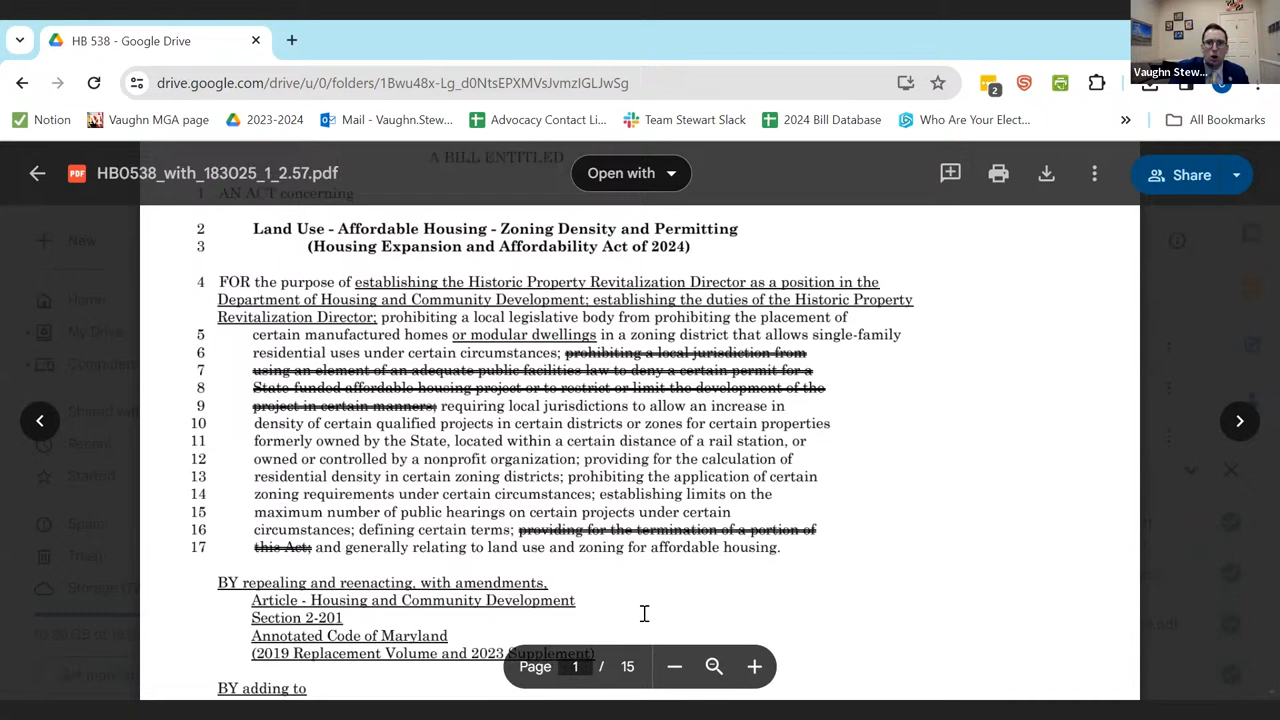 HB 538 - Google Drive
Vaughn Stew...
drive.google.com/drive/u/0/folders/1Bwu48x-Lg_d0NtsEPXMVsJvmzIGLJwSg
2
Notion
Vaughn MGA page
2023-2024
Mail - Vaughn.Stew...
Advocacy Contact Li...
Team Stewart Slack
2024 Bill Database
Who Are Your Elect...
All Bookmarks
A BILL ENTITLED
HB0538_with_183025_1_2.57.pdf
Open with
Share
1 AN ACT concerning
2 Land Use - Affordable Housing - Zoning Density and Permitting
3 (Housing Expansion and Affordability Act of 2024)
4 FOR the purpose of establishing the Historic Property Revitalization Director as a position in the
Department of Housing and Community Development; establishing the duties of the Historic Property
Revitalization Director; prohibiting a local legislative body from prohibiting the placement of
5 certain manufactured homes or modular dwellings in a zoning district that allows single-family
6 residential uses under certain circumstances; prohibiting a local jurisdiction from
7 using an element of an adequate public facilities law to deny a certain permit for a
8 State-funded affordable housing project or to restrict or limit the development of the
9 project in certain manners; requiring local jurisdictions to allow an increase in
10 density of certain qualified projects in certain districts or zones for certain properties
11 formerly owned by the State, located within a certain distance of a rail station, or
12 owned or controlled by a nonprofit organization; providing for the calculation of
13 residential density in certain zoning districts; prohibiting the application of certain
14 zoning requirements under certain circumstances; establishing limits on the
15 maximum number of public hearings on certain projects under certain
16 circumstances; defining certain terms; providing for the termination of a portion of
17 this Act; and generally relating to land use and zoning for affordable housing.
BY repealing and reenacting, with amendments,
Article - Housing and Community Development
Section 2-201
Annotated Code of Maryland
(2019 Replacement Volume and 2023 Supplement)
BY adding to
Page 1 / 15
New
Home
My Drive
Computers
Shared with
Recent
Starred
Spam
Trash
Storage